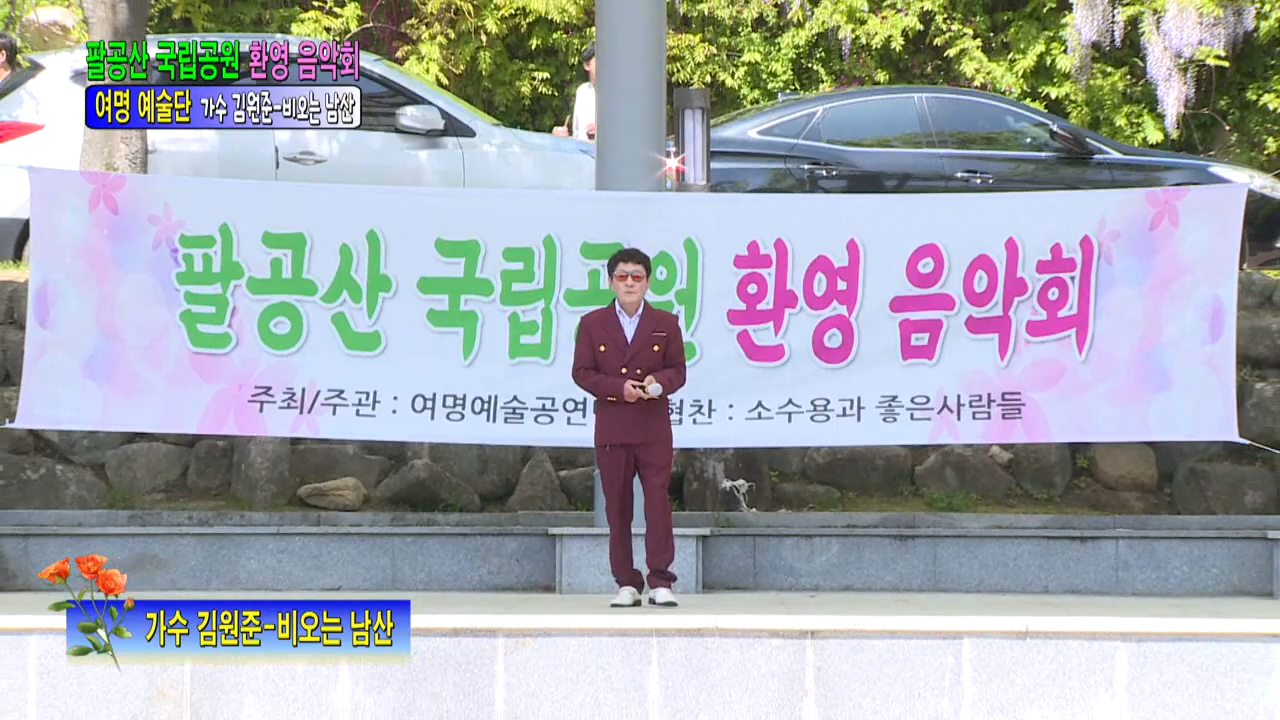 팔공산 국립공원 환영 음악회
여명 예술단 가수 김원준-비오는 남산
팔공산 국립공원 환영 음악회
주최/주관 : 여명예술공연 협찬 : 소수용과 좋은사람들
가수 김원준-비오는 남산